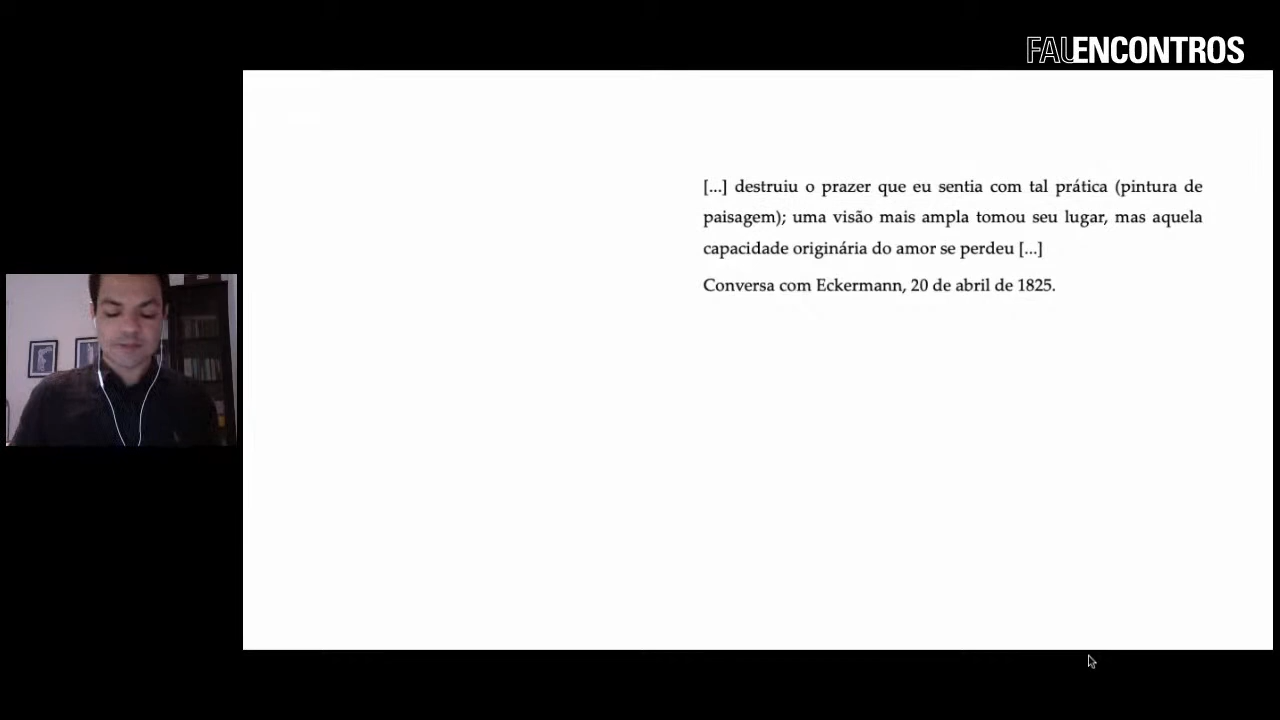 FALENCONTROS
[...] destruiu o prazer que eu sentia com tal prática (pintura de
paisagem); uma visão mais ampla tomou seu lugar, mas aquela
capacidade originária do amor se perdeu [...]
Conversa com Eckermann, 20 de abril de 1825.